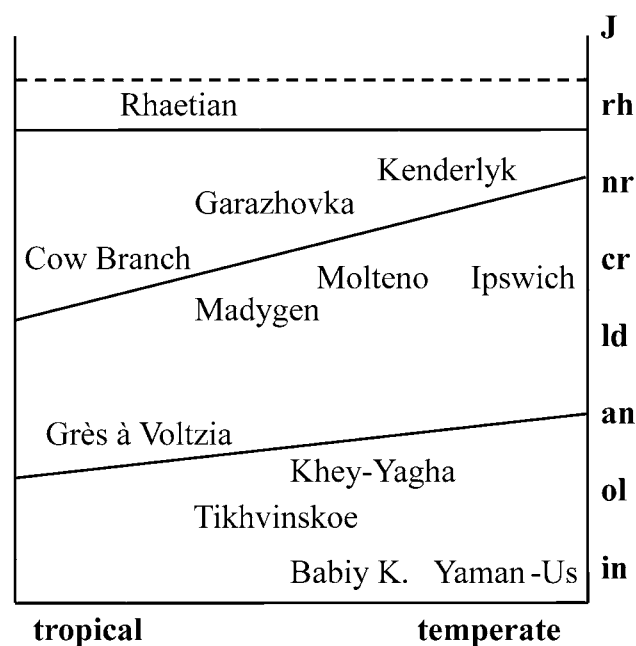 J
Rhaetian
rh
Kenderlyk
nr
Garazhovka
Cow Branch
cr
Molteno
Ipswich
Madygen
ld
an
Grès à Voltzia
Khey-Yagha
ol
Tikhvinskoe
Babiy K.
Yaman-Us
in
tropical
temperate